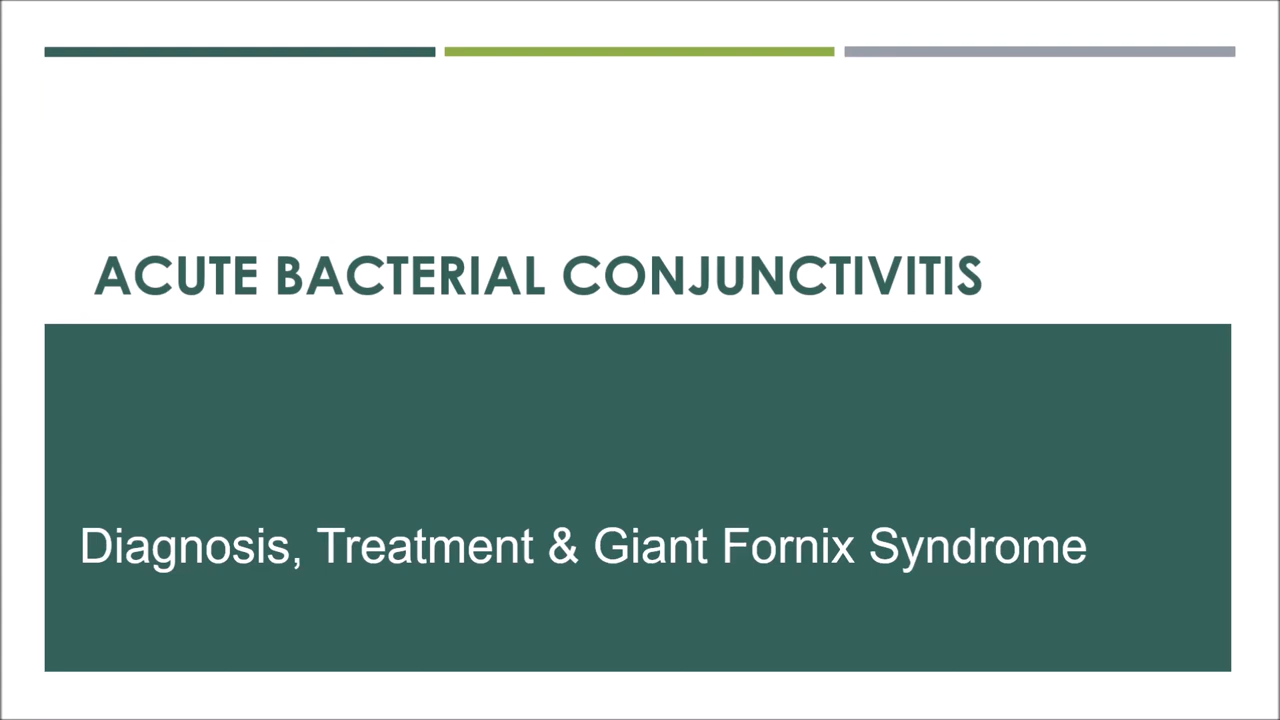 ACUTE BACTERIAL CONJUNCTIVITIS
Diagnosis, Treatment & Giant Fornix Syndrome